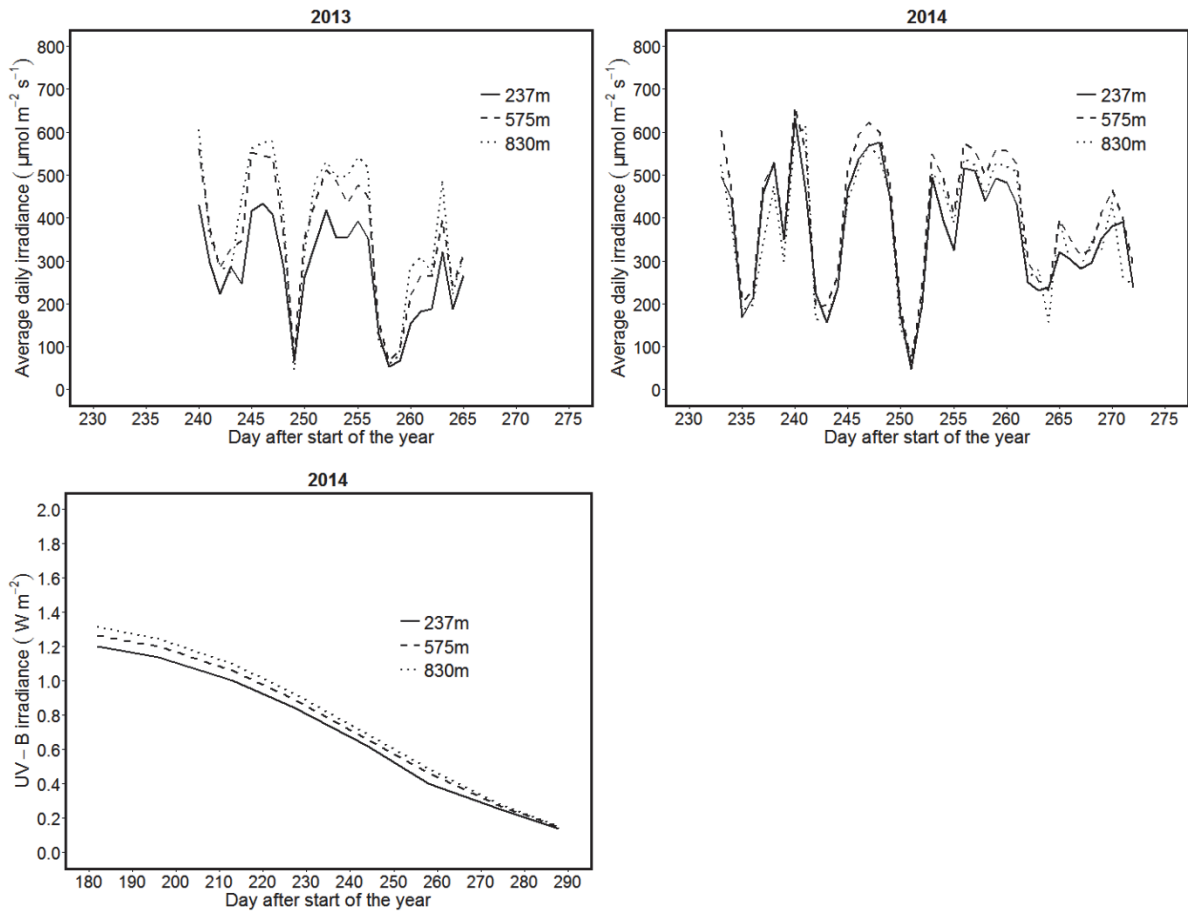 2013
Average daily irradiance ( μmol m−2 s−1)
800
700
600
500
400
300
200
100
0
237m
575m
830m
230 235 240 245 250 255 260 265 270 275
Day after start of the year
2014
Average daily irradiance ( μmol m−2 s−1)
800
700
600
500
400
300
200
100
0
237m
575m
830m
230 235 240 245 250 255 260 265 270 275
Day after start of the year
2014
UV − B irradiance ( W m−2)
2.0
1.8
1.6
1.4
1.2
1.0
0.8
0.6
0.4
0.2
0.0
237m
575m
830m
180 190 200 210 220 230 240 250 260 270 280 290
Day after start of the year